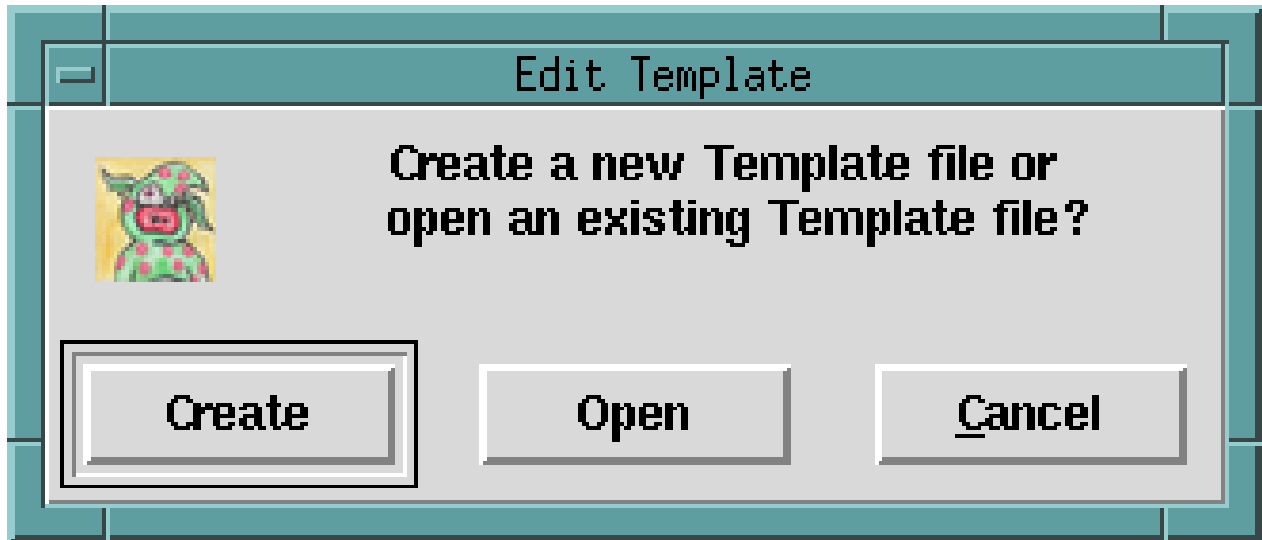 Edit Template
Create a new Template file or
open an existing Template file?
Create
Open
Cancel